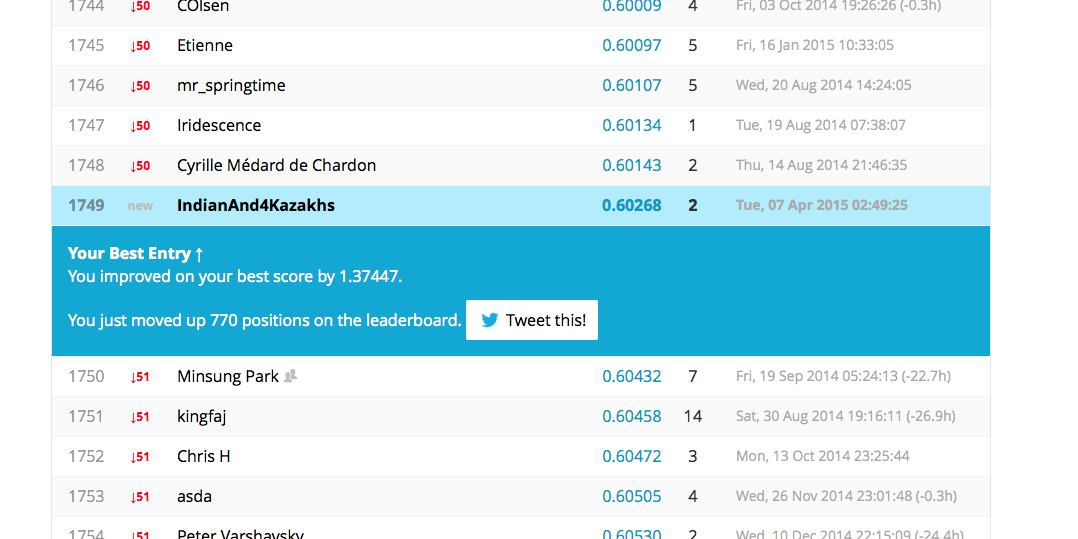 1744 ↓50 COlsen 0.60009 4 Fri, 03 Oct 2014 19:26:26 (-0.3h)
1745 ↓50 Etienne 0.60097 5 Fri, 16 Jan 2015 10:33:05
1746 ↓50 mr_springtime 0.60107 5 Wed, 20 Aug 2014 14:24:05
1747 ↓50 Iridescence 0.60134 1 Tue, 19 Aug 2014 07:38:07
1748 ↓50 Cyrille Médard de Chardon 0.60143 2 Thu, 14 Aug 2014 21:46:35
1749 new IndianAnd4Kazakhs 0.60268 2 Tue, 07 Apr 2015 02:49:25
Your Best Entry ↑
You improved on your best score by 1.37447.
You just moved up 770 positions on the leaderboard. Tweet this!
1750 ↓51 Minsung Park 0.60432 7 Fri, 19 Sep 2014 05:24:13 (-22.7h)
1751 ↓51 kingfaj 0.60458 14 Sat, 30 Aug 2014 19:16:11 (-26.9h)
1752 ↓51 Chris H 0.60472 3 Mon, 13 Oct 2014 23:25:44
1753 ↓51 asda 0.60505 4 Wed, 26 Nov 2014 23:01:48 (-0.3h)
1754 ↓51 Peter Varshavsky 0.60530 2 Wed, 10 Dec 2014 22:15:09 (-24.4h)